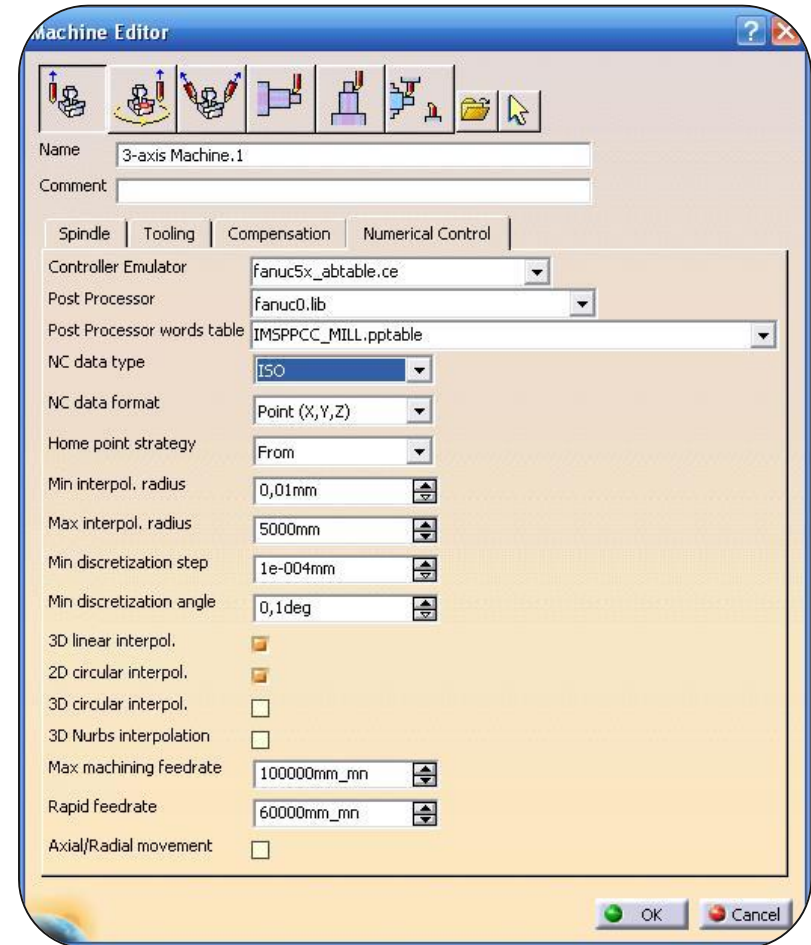 Machine Editor
Name 3-axis Machine.1
Comment
Spindle Tooling Compensation Numerical Control
Controller Emulator fanuc5x_abtable.ce
Post Processor fanuc0.lib
Post Processor words table IMSPPCC_MILL.pptable
NC data type ISO
NC data format Point (X,Y,Z)
Home point strategy From
Min interpol. radius 0,01mm
Max interpol. radius 5000mm
Min discretization step 1e-004mm
Min discretization angle 0,1deg
3D linear interpol.
2D circular interpol.
3D circular interpol.
3D Nurbs interpolation
Max machining feedrate 100000mm_mn
Rapid feedrate 60000mm_mn
Axial/Radial movement
OK Cancel